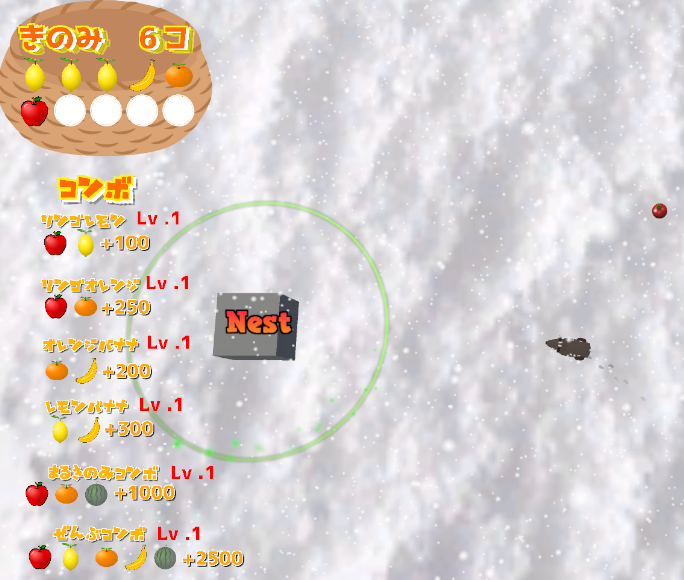 きのみ 6コ
コンボ
リンゴレモン Lv .1
+100
リンゴオレンジ Lv .1
+250
オレンジバナナ Lv .1
+200
レモンバナナ Lv .1
+300
まるきのみコンボ Lv .1
+1000
ぜんぶコンボ Lv .1
+2500
Nest